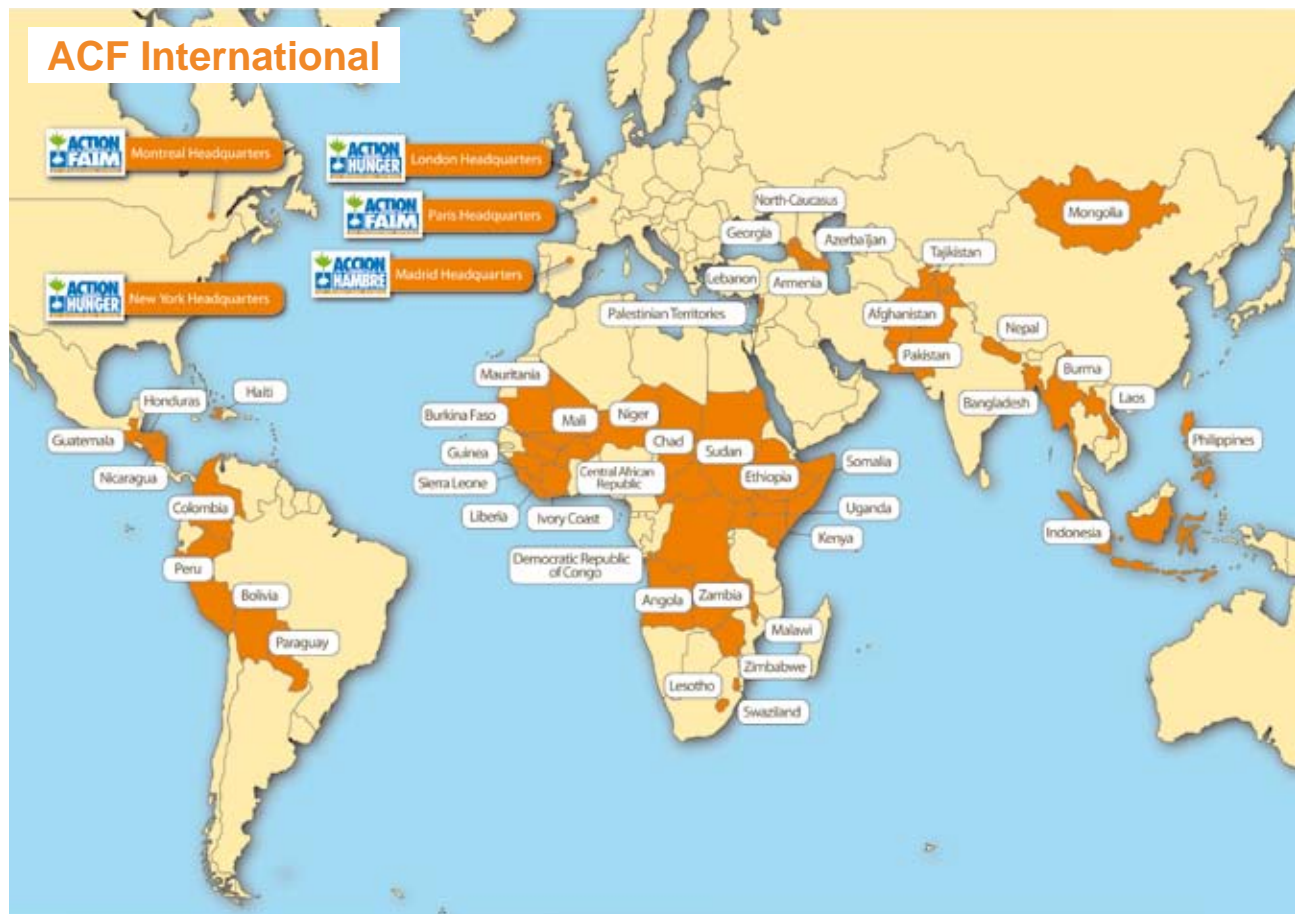 ACF International
ACTION
FAIM
Montreal Headquarters
ACTION
HUNGER
London Headquarters
ACTION
FAIM
Paris Headquarters
ACCION
HAMBRE
Madrid Headquarters
ACTION
HUNGER
New York Headquarters
North-Caucasus
Georgia
Azerbaïjan
Mongolia
Tajikistan
Lebanon
Armenia
Palestinian Territories
Afghanistan
Nepal
Pakistan
Burma
Bangladesh
Laos
Philippines
Indonesia
Mauritania
Honduras
Haiti
Guatemala
Nicaragua
Colombia
Peru
Bolivia
Paraguay
Burkina Faso
Mali
Niger
Chad
Sudan
Guinea
Central African
Republic
Ethiopia
Somalia
Sierra Leone
Liberia
Ivory Coast
Uganda
Kenya
Democratic Republic
of Congo
Angola
Zambia
Malawi
Zimbabwe
Lesotho
Swaziland